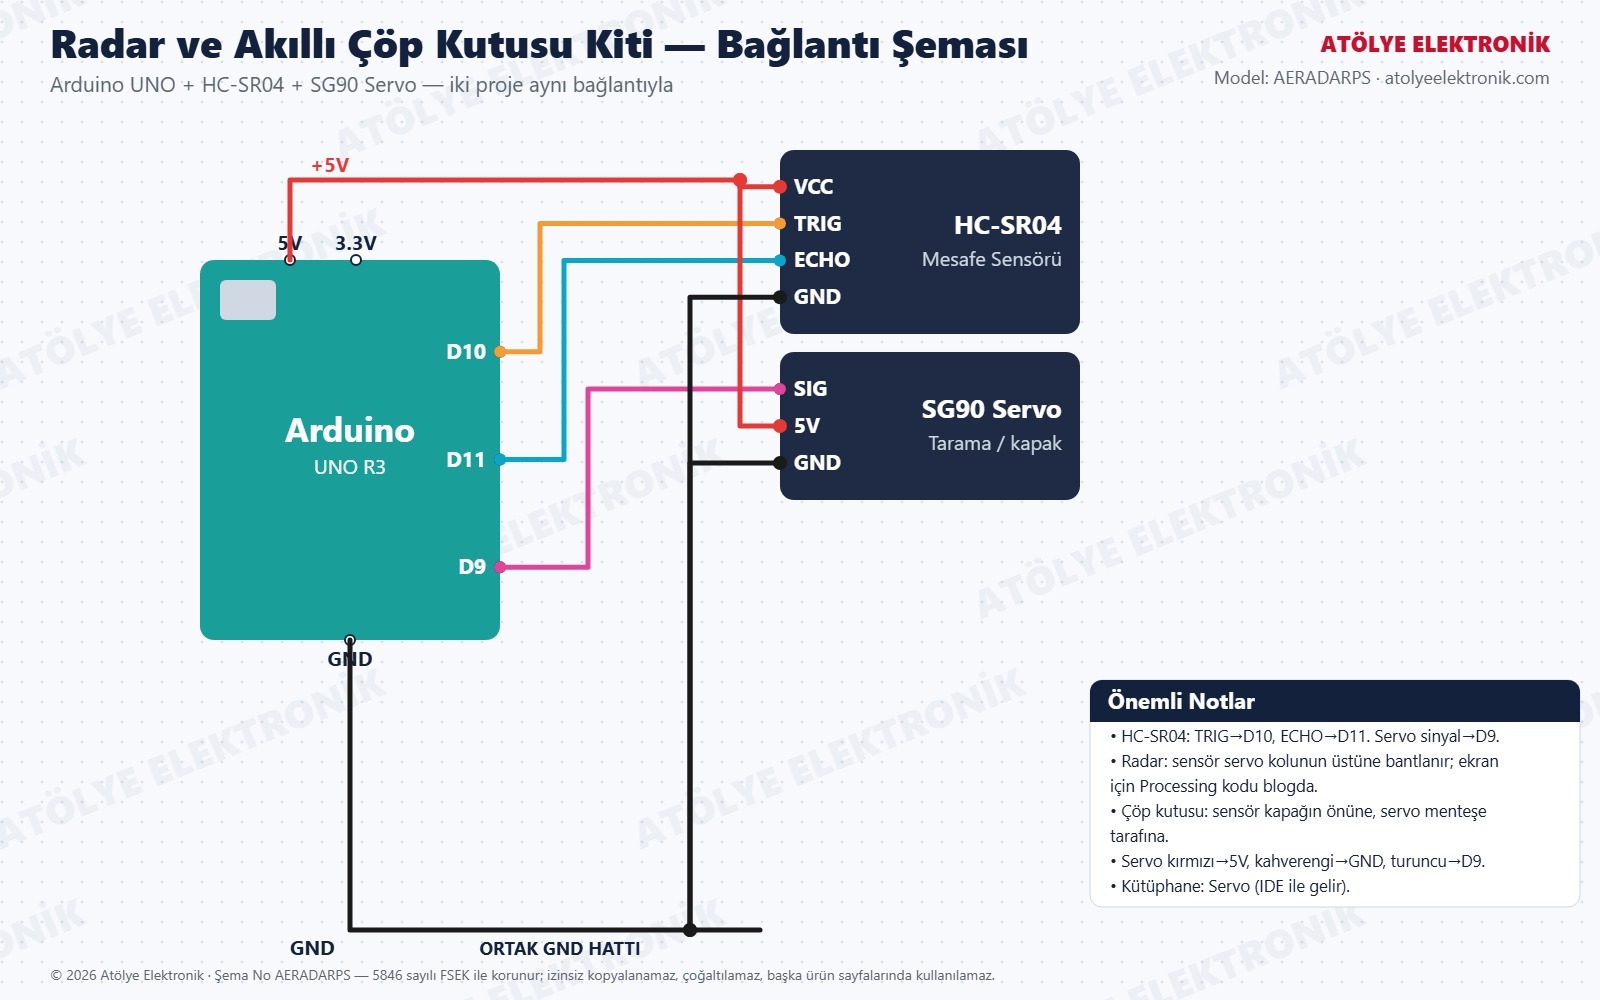 Radar ve Akıllı Çöp Kutusu Kiti — Bağlantı Şeması
Arduino UNO + HC-SR04 + SG90 Servo — iki proje aynı bağlantıyla
ATÖLYE ELEKTRONİK
Model: AERADARPS · atolyeelektronik.com
+5V
5V
3.3V
Arduino
UNO R3
D10
D11
D9
GND
VCC
TRIG
ECHO
GND
HC-SR04
Mesafe Sensörü
SIG
5V
GND
SG90 Servo
Tarama / kapak
Önemli Notlar
• HC-SR04: TRIG→D10, ECHO→D11. Servo sinyal→D9.
• Radar: sensör servo kolunun üstüne bantlanır; ekran
için Processing kodu blogda.
• Çöp kutusu: sensör kapağın önüne, servo menteşe
tarafına.
• Servo kırmızı→5V, kahverengi→GND, turuncu→D9.
• Kütüphane: Servo (IDE ile gelir).
GND
ORTAK GND HATTI
© 2026 Atölye Elektronik · Şema No AERADARPS — 5846 sayılı FSEK ile korunur; izinsiz kopyalanamaz, çoğaltılamaz, başka ürün sayfalarında kullanılamaz.